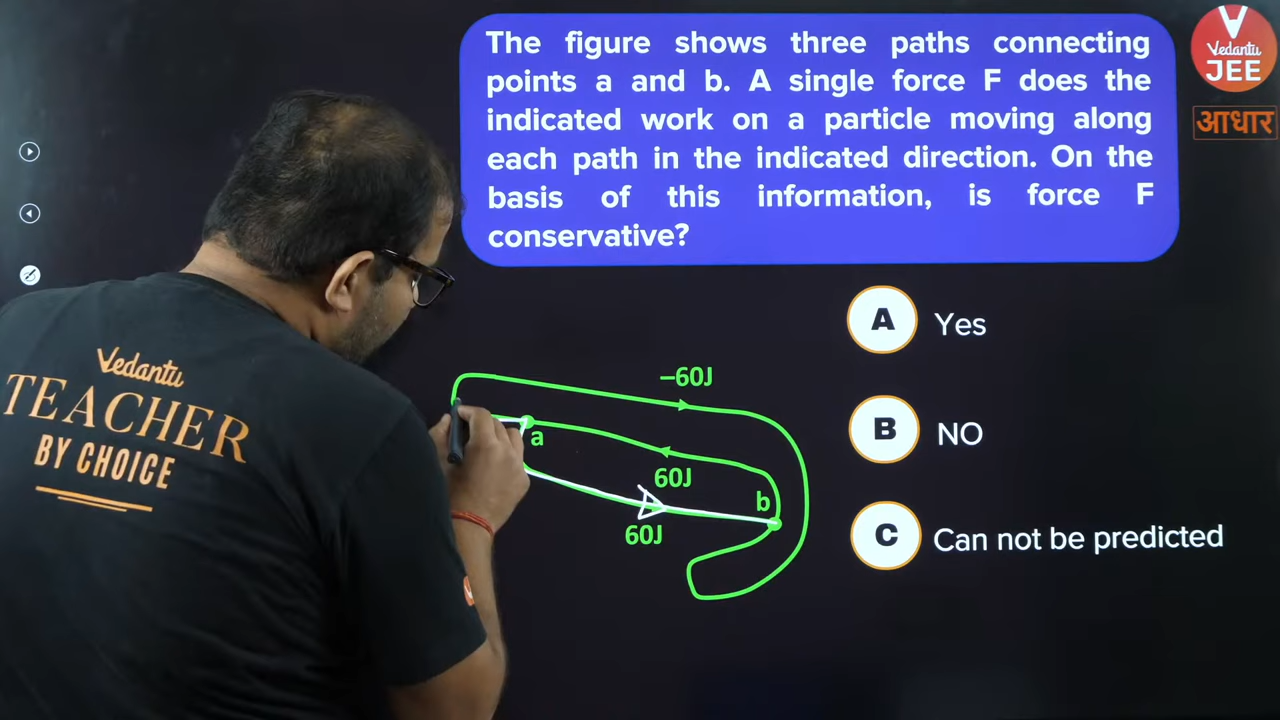 The figure shows three paths connecting
points a and b. A single force F does the
indicated work on a particle moving along
each path in the indicated direction. On the
basis of this information, is force F
conservative?
Vedantu
JEE
आधार
A Yes
B NO
C Can not be predicted
–60J
a
60J
b
60J
Vedantu
TEACHER
BY CHOICE